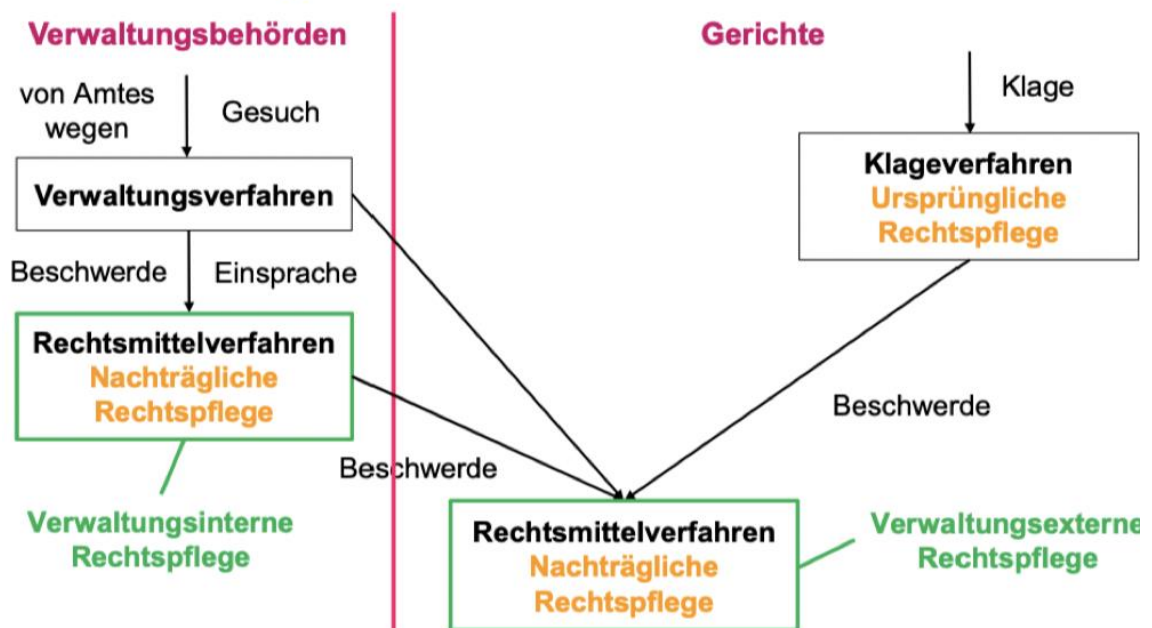 Verwaltungsbehörden
Gerichte
von Amtes
wegen
Gesuch
Klage
Verwaltungsverfahren
Klageverfahren
Ursprüngliche
Rechtspflege
Beschwerde
Einsprache
Rechtsmittelverfahren
Nachträgliche
Rechtspflege
Beschwerde
Beschwerde
Verwaltungsinterne
Rechtspflege
Rechtsmittelverfahren
Nachträgliche
Rechtspflege
Verwaltungsexterne
Rechtspflege